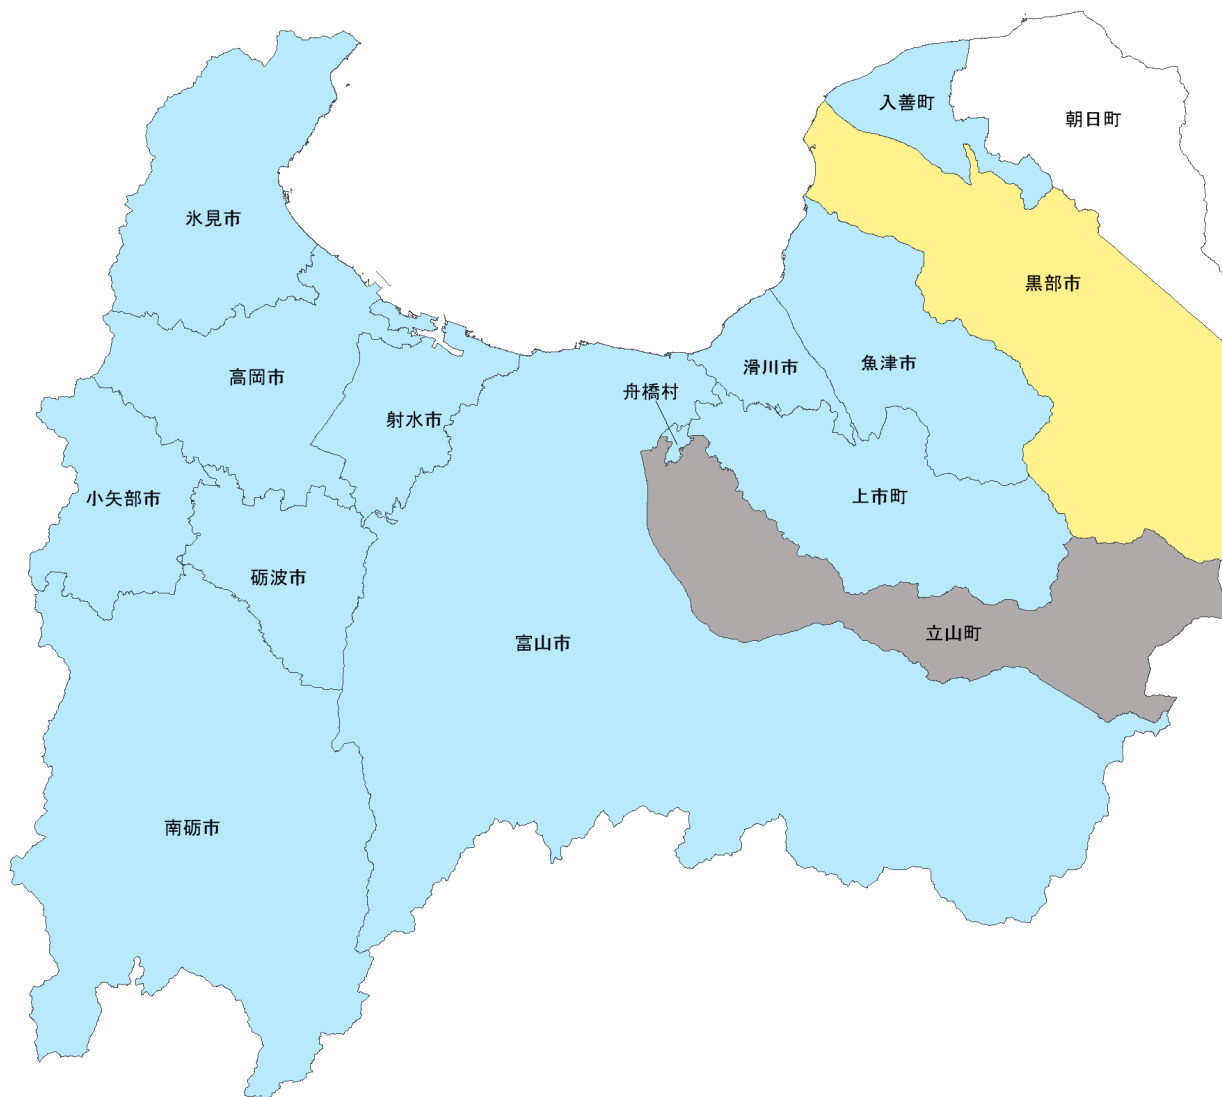 入善町
朝日町
氷見市
黒部市
滑川市
魚津市
高岡市
舟橋村
射水市
小矢部市
上市町
砺波市
立山町
富山市
南砺市